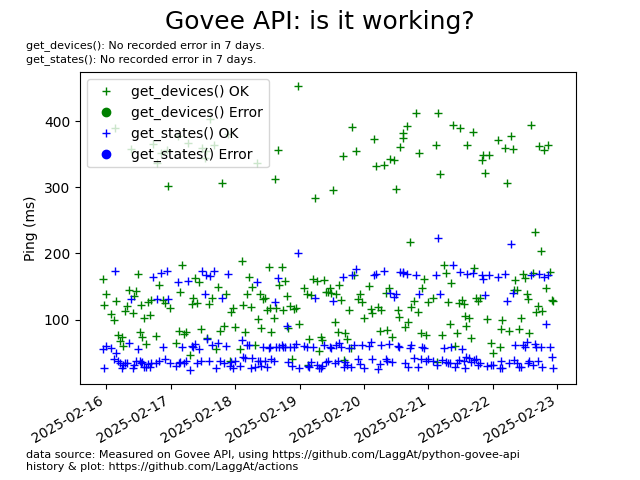 Govee API: is it working?
get_devices(): No recorded error in 7 days.
get_states(): No recorded error in 7 days.
get_devices() OK
get_devices() Error
get_states() OK
get_states() Error
Ping (ms)
400
300
200
100
2025-02-16
2025-02-17
2025-02-18
2025-02-19
2025-02-20
2025-02-21
2025-02-22
2025-02-23
data source: Measured on Govee API, using https://github.com/LaggAt/python-govee-api
history & plot: https://github.com/LaggAt/actions